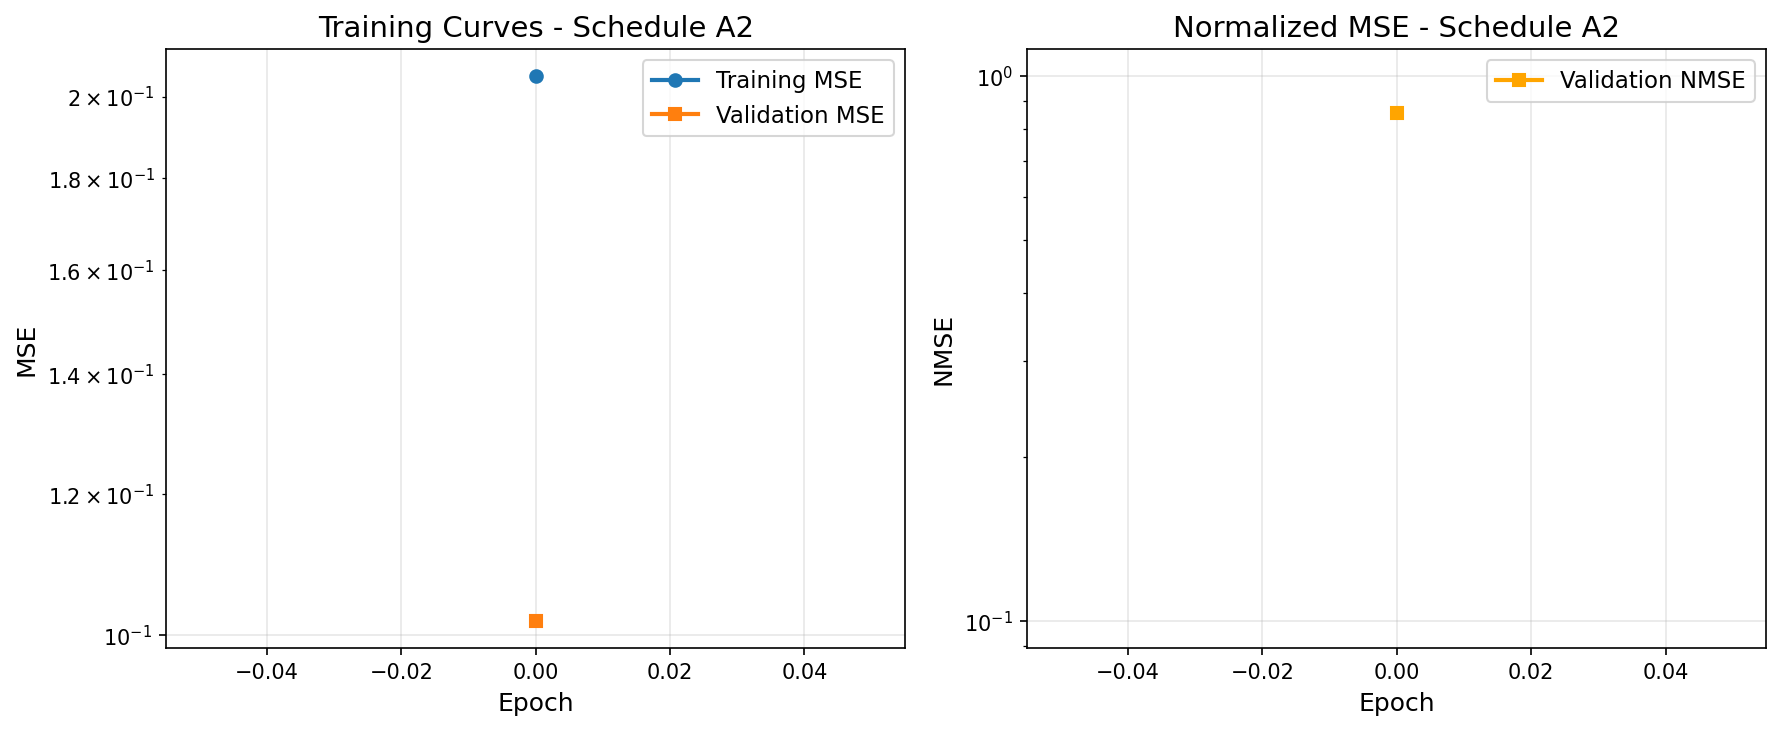 Training Curves - Schedule A2
MSE
2 × 10⁻¹
1.8 × 10⁻¹
1.6 × 10⁻¹
1.4 × 10⁻¹
1.2 × 10⁻¹
10⁻¹
Training MSE
Validation MSE
−0.04 −0.02 0.00 0.02 0.04
Epoch
Normalized MSE - Schedule A2
NMSE
10⁰
10⁻¹
Validation NMSE
−0.04 −0.02 0.00 0.02 0.04
Epoch